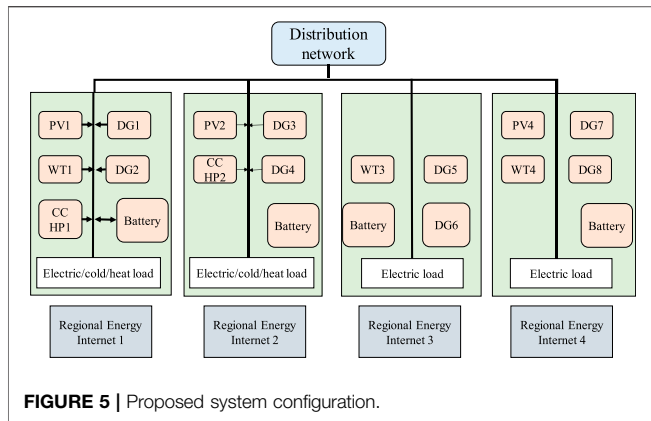 Distribution
network
PV1
DG1
WT1
DG2
CC
HP1
Battery
Electric/cold/heat load
Regional Energy
Internet 1
PV2
DG3
CC
HP2
DG4
Battery
Electric/cold/heat load
Regional Energy
Internet 2
WT3
DG5
Battery
DG6
Electric load
Regional Energy
Internet 3
PV4
DG7
WT4
DG8
Battery
Electric load
Regional Energy
Internet 4
FIGURE 5 | Proposed system configuration.